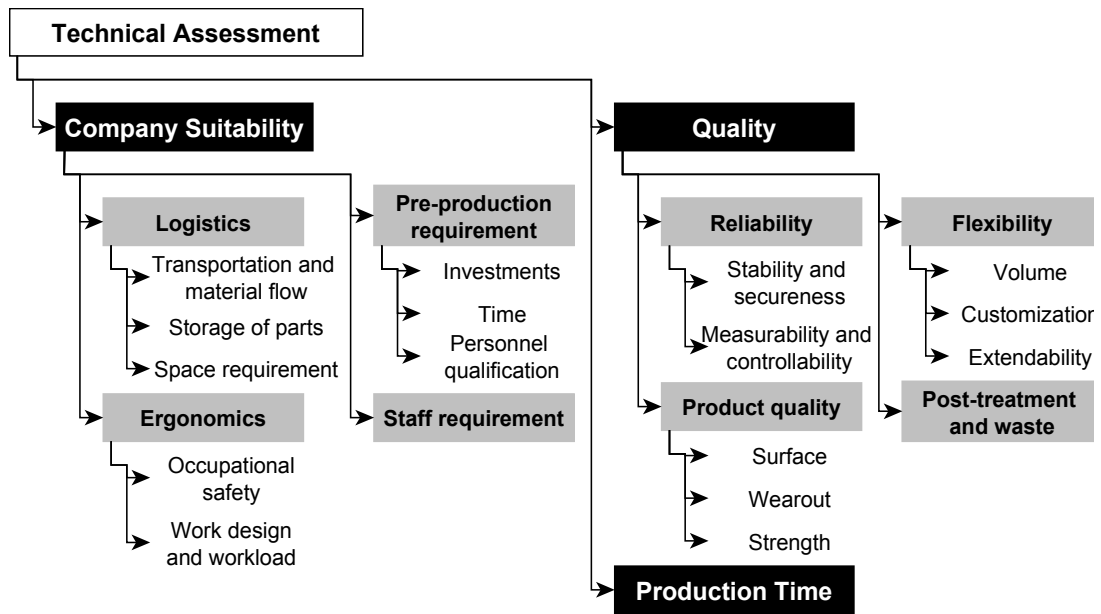 Technical Assessment
Company Suitability
Logistics
Transportation and
material flow
Storage of parts
Space requirement
Ergonomics
Occupational
safety
Work design
and workload
Pre-production
requirement
Investments
Time
Personnel
qualification
Staff requirement
Quality
Reliability
Stability and
secureness
Measurability and
controllability
Product quality
Surface
Wearout
Strength
Flexibility
Volume
Customization
Extendability
Post-treatment
and waste
Production Time